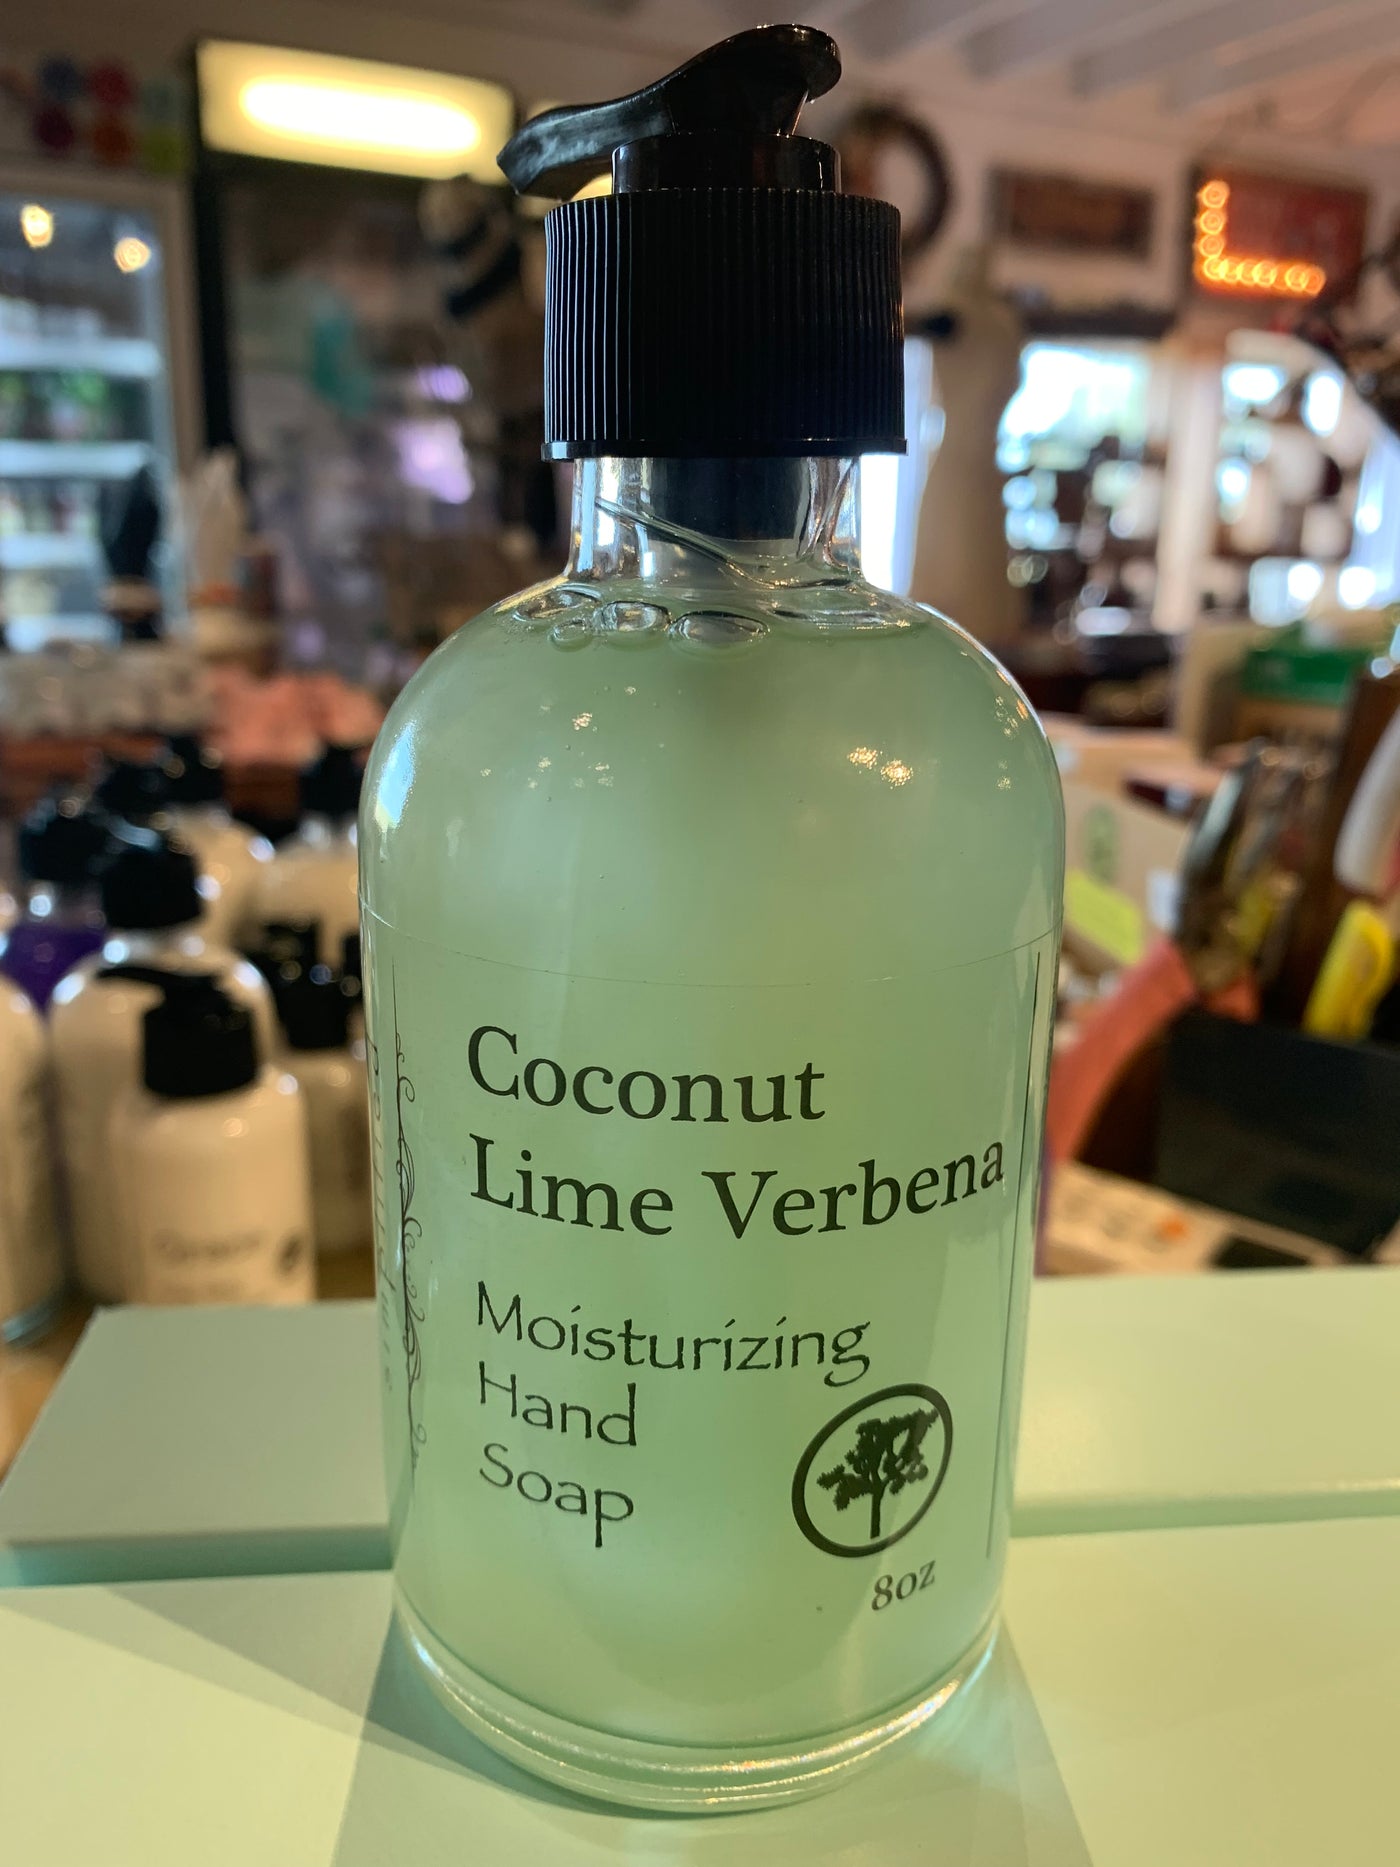 Coconut
Lime Verbena
Moisturizing
Hand
Soap
8oz